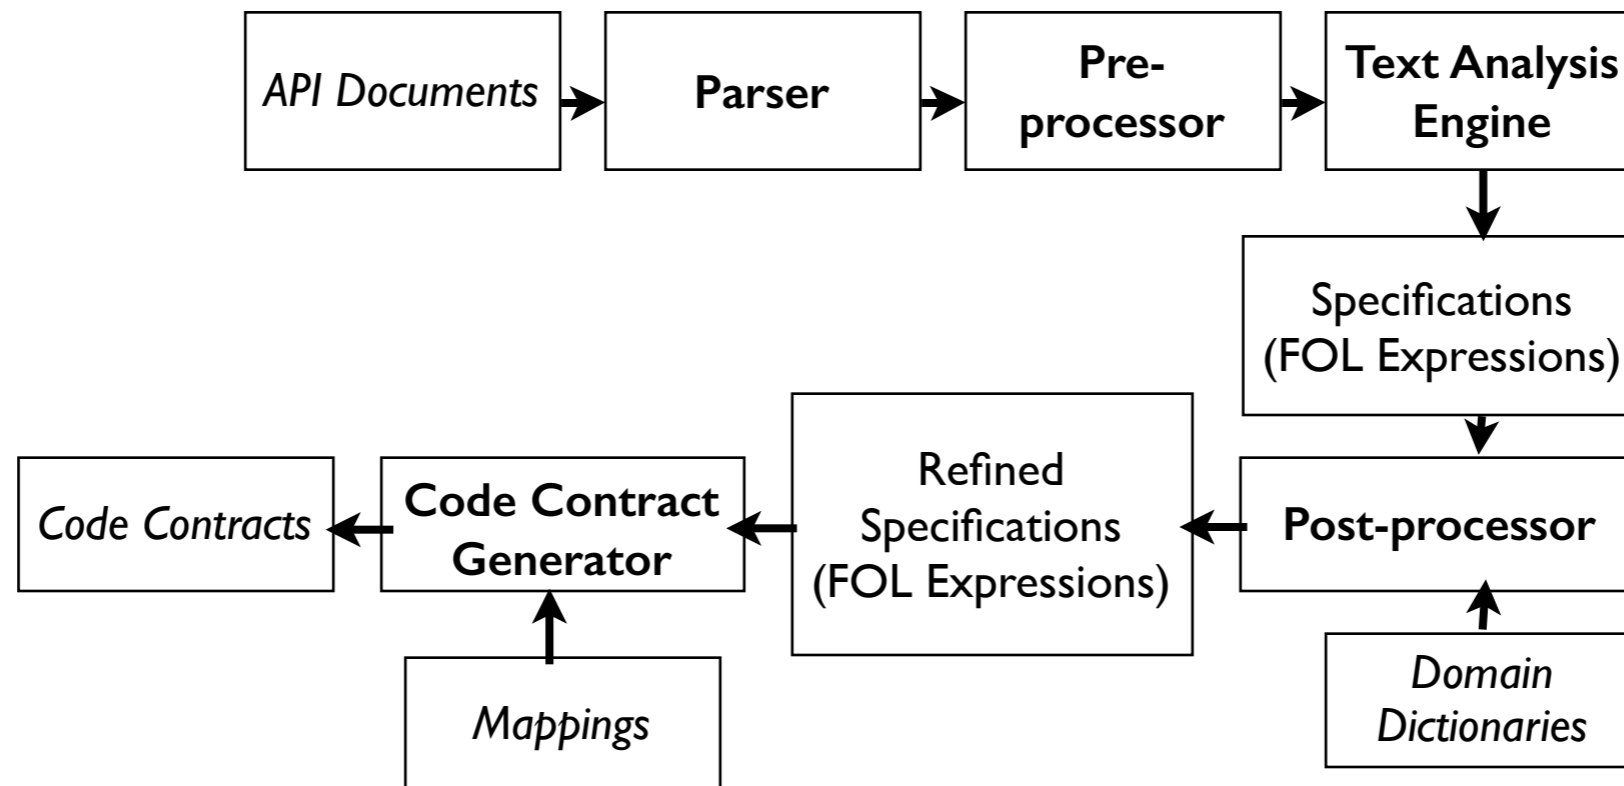 API Documents
Parser
Pre-
processor
Text Analysis
Engine
Specifications
(FOL Expressions)
Code Contracts
Code Contract
Generator
Refined
Specifications
(FOL Expressions)
Post-processor
Mappings
Domain
Dictionaries